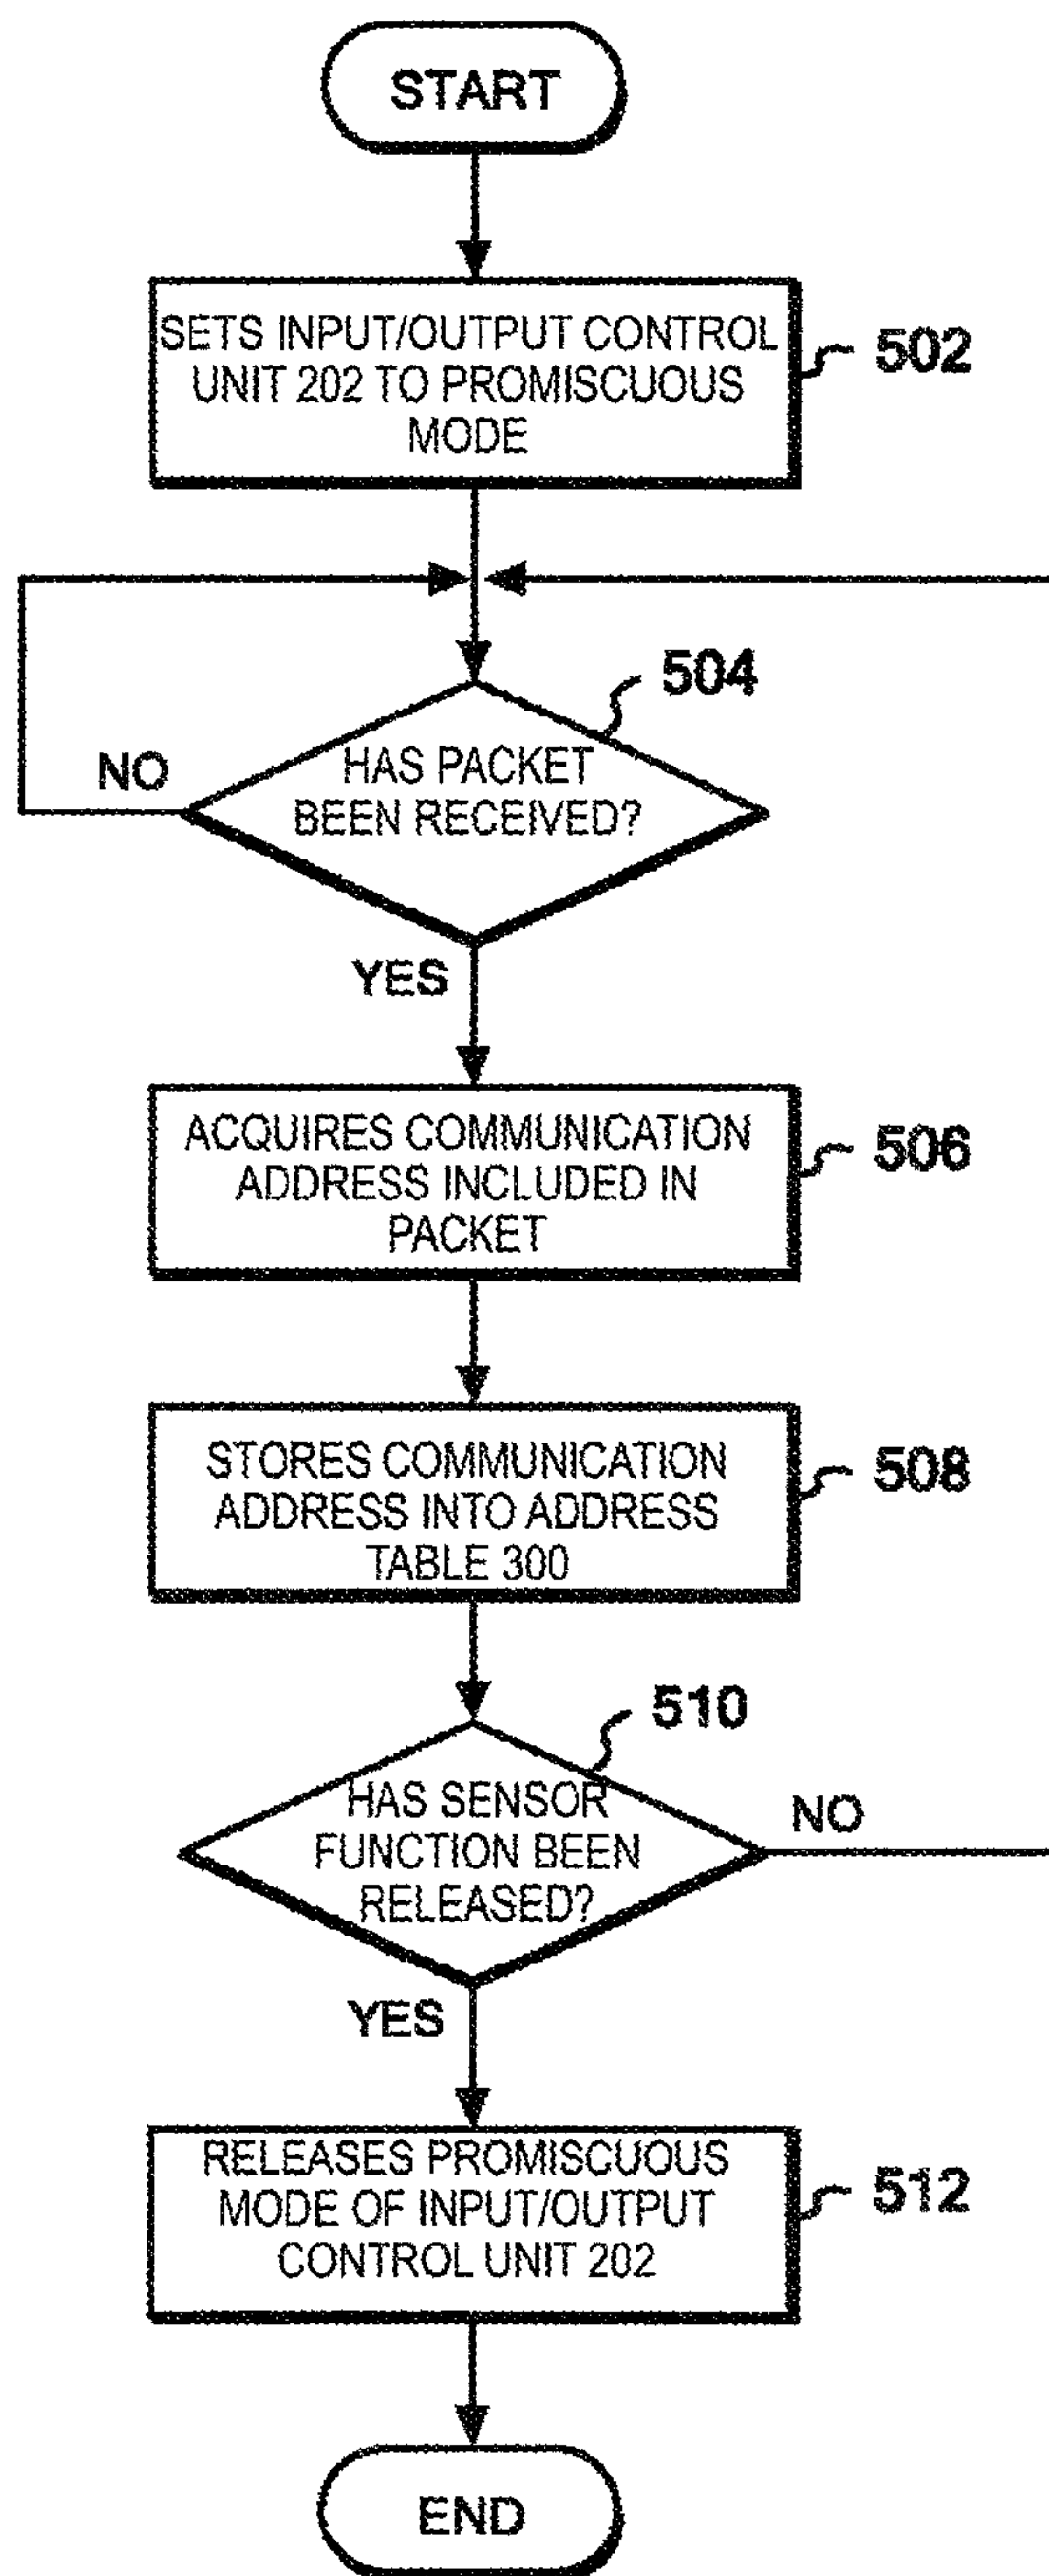 START
SETS INPUT/OUTPUT CONTROL
UNIT 202 TO PROMISCUOUS
MODE
502
504
HAS PACKET
BEEN RECEIVED?
NO
YES
ACQUIRES COMMUNICATION
ADDRESS INCLUDED IN
PACKET
506
STORES COMMUNICATION
ADDRESS INTO ADDRESS
TABLE 300
508
510
HAS SENSOR
FUNCTION BEEN
RELEASED?
NO
YES
RELEASES PROMISCUOUS
MODE OF INPUT/OUTPUT
CONTROL UNIT 202
512
END